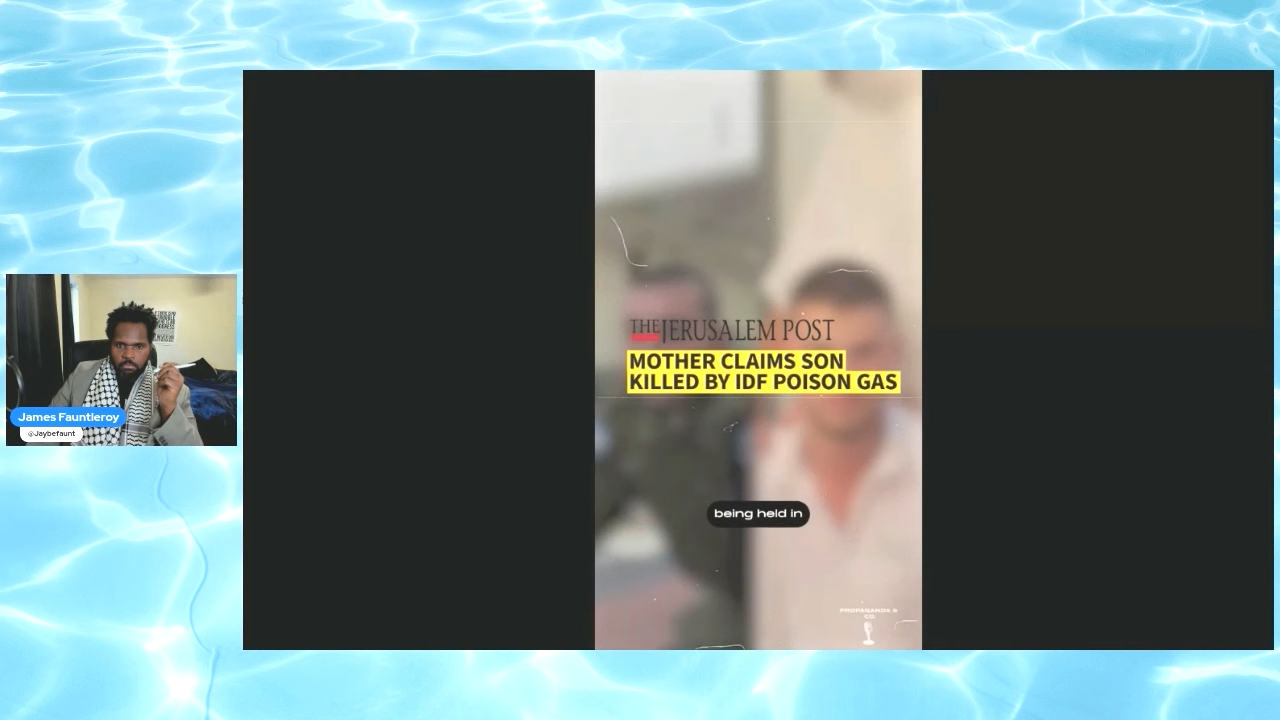 THE JERUSALEM POST
MOTHER CLAIMS SON
KILLED BY IDF POISON GAS
being held in
PROPAGANDA &
CO.
James Fauntleroy
@Jaybefaunt